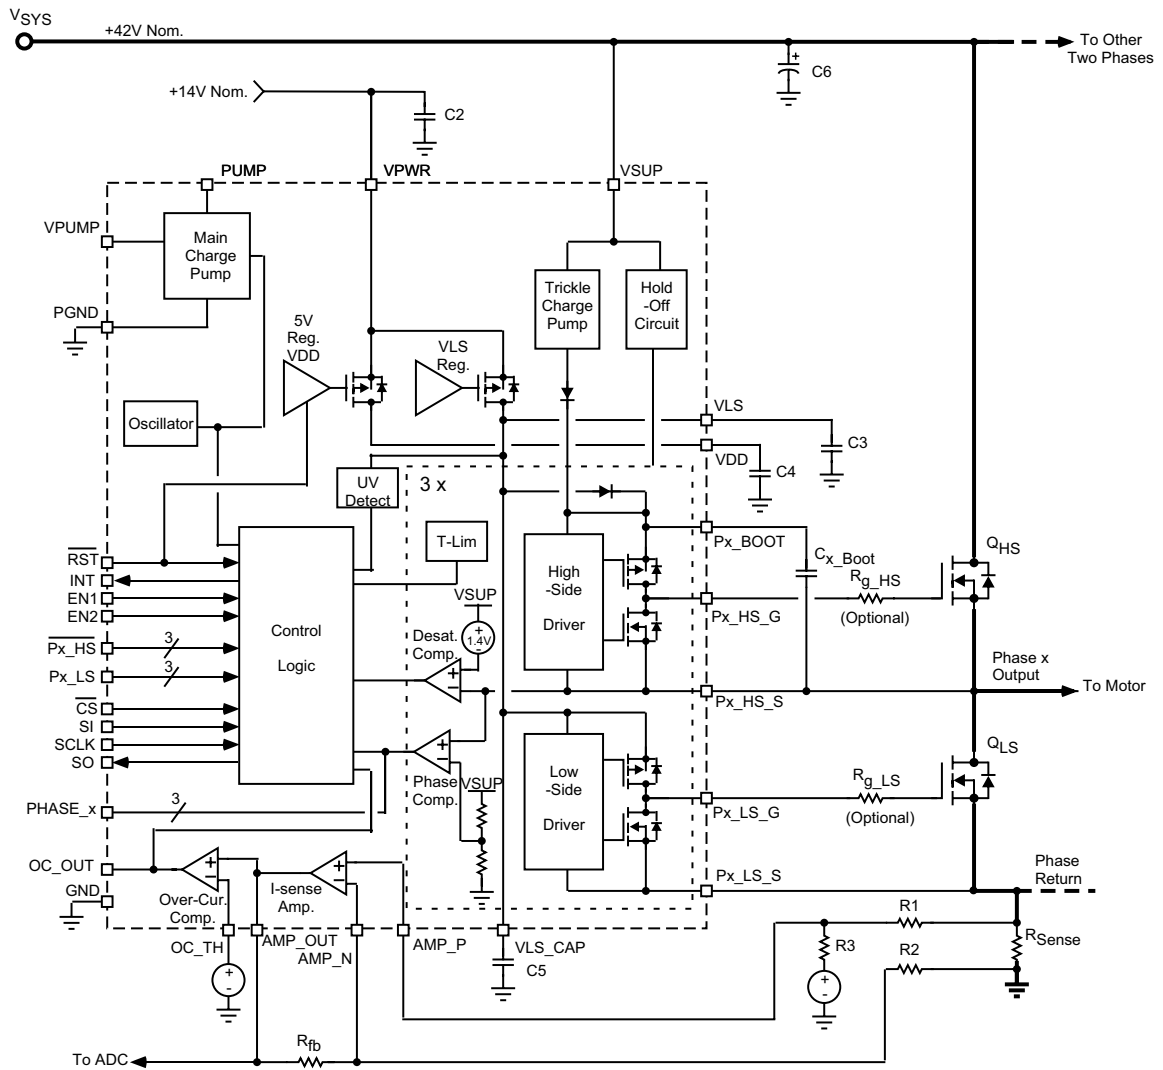 VSYS
+42V Nom.
To Other
Two Phases
C6
+14V Nom.
C2
PUMP
VPWR
VSUP
VPUMP
Main
Charge
Pump
PGND
Trickle
Charge
Pump
Hold
-Off
Circuit
5V
Reg.
VDD
VLS
Reg.
Oscillator
VLS
C3
VDD
C4
UV
Detect
3 x
T-Lim
Px_BOOT
Cx_Boot
QHS
RST
INT
EN1
EN2
Px_HS
3
Px_LS
3
CS
SI
SCLK
SO
PHASE_x
3
Control
Logic
VSUP
+
1.4V
-
Desat.
Comp.
+
-
High
-Side
Driver
Rg_HS
(Optional)
Px_HS_G
Phase x
Output
To Motor
Px_HS_S
+
-
Phase
Comp.
VSUP
Low
-Side
Driver
QLS
Rg_LS
(Optional)
Px_LS_G
OC_OUT
GND
+
-
Over-Cur.
Comp.
+
-
I-sense
Amp.
Px_LS_S
Phase
Return
R1
RSense
R2
R3
+
-
OC_TH
AMP_OUT
AMP_N
AMP_P
VLS_CAP
C5
+
-
Rfb
To ADC